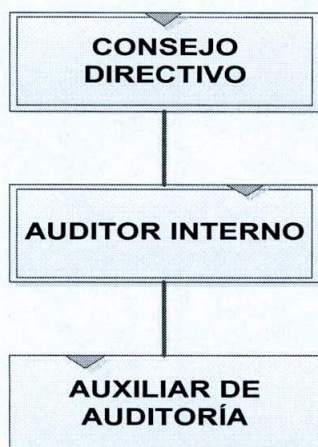 CONSEJO
DIRECTIVO
AUDITOR INTERNO
AUXILIAR DE
AUDITORÍA